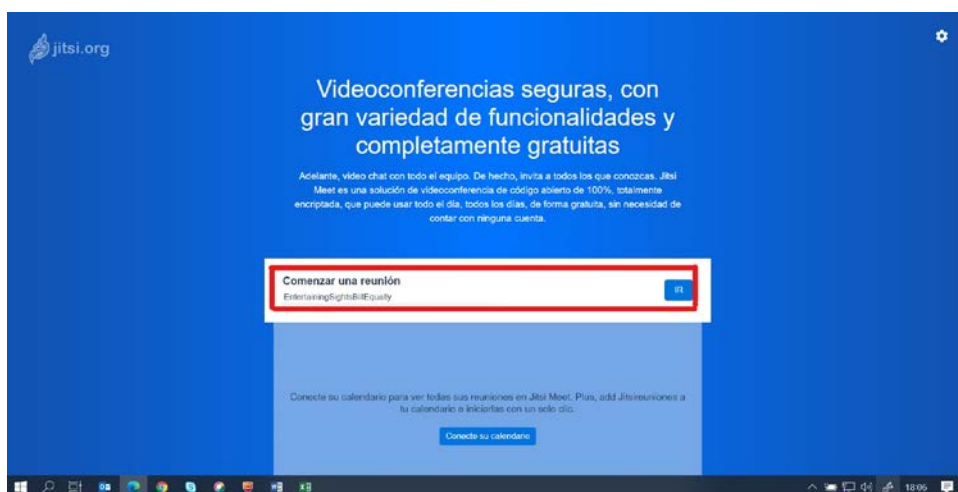 jitsi.org
Videoconferencias seguras, con
gran variedad de funcionalidades y
completamente gratuitas
Adelante, video chat con todo el equipo. De hecho, invita a todos los que conozcas. Jitsi
Meet es una solución de videoconferencia de código abierto de 100%, totalmente
encriptada, que puede usar todo el día, todos los días, de forma gratuita, sin necesidad de
contar con ninguna cuenta.
Comenzar una reunión
EntertainingSightsBillEqually
IR
Conecte su calendario para ver todas sus reuniones en Jitsi Meet. Plus, add Jitsireuniones a
tu calendario e iniciarlas con un solo clic.
Conecte su calendario
18:06